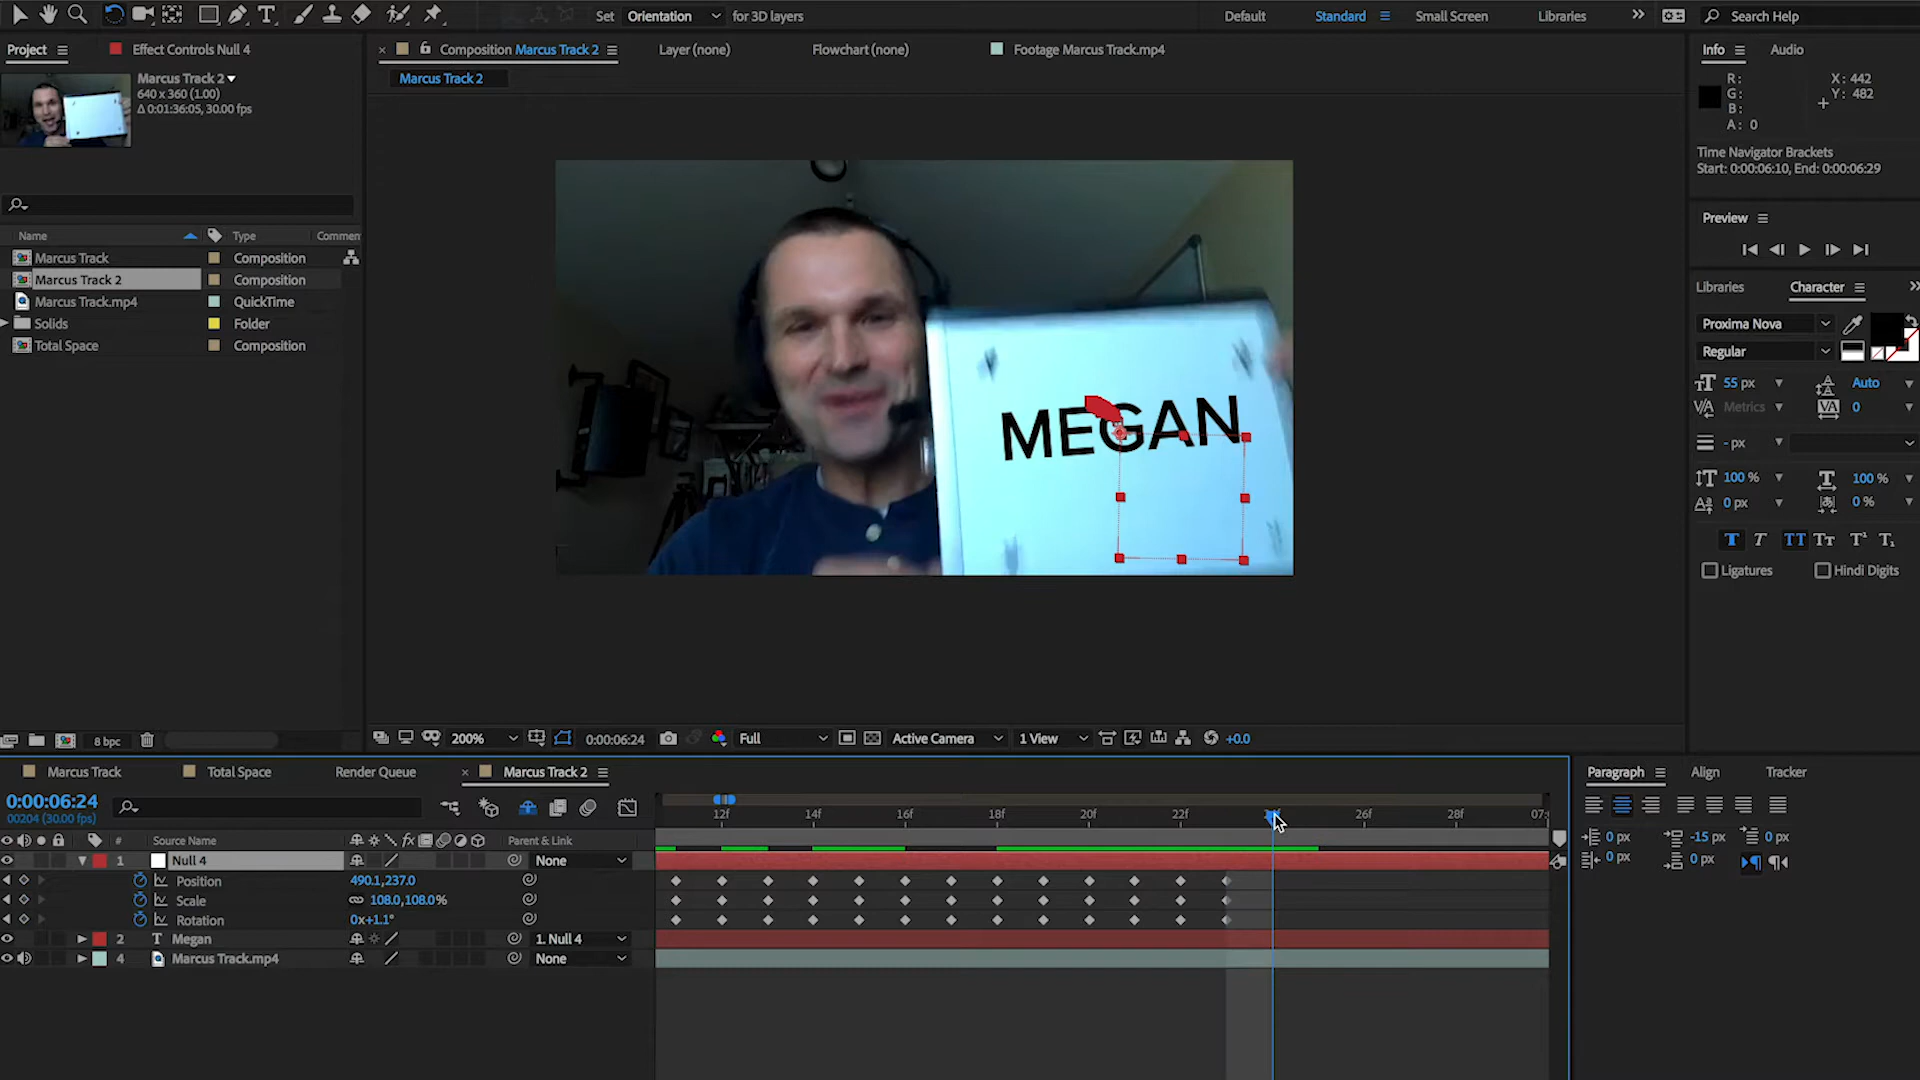 Set Orientation for 3D layers
Default Standard Small Screen Libraries Search Help
Project Effect Controls Null 4
Composition Marcus Track 2 Layer (none) Flowchart (none) Footage Marcus Track.mp4
Info Audio
Marcus Track 2
640 x 360 (1.00)
Δ 0:01:36:05, 30.00 fps
Marcus Track 2
R:
G:
B:
A: 0
X: 442
Y: 482
Time Navigator Brackets
Start: 0:00:06:10, End: 0:00:06:29
Preview
Name Type Comment
Marcus Track Composition
Marcus Track 2 Composition
Marcus Track.mp4 QuickTime
Solids Folder
Total Space Composition
MEGAN
Libraries Character
Proxima Nova
Regular
55 px Auto
Metrics 0
- px
100 % 100 %
0 px 0 %
T T TT Tт T¹ T₁
Ligatures Hindi Digits
8 bpc
200% 0:00:06:24 Full Active Camera 1 View +0.0
Marcus Track Total Space Render Queue Marcus Track 2
Paragraph Align Tracker
0:00:06:24
00204 (30.00 fps)
12f 14f 16f 18f 20f 22f 26f 28f 07:
# Source Name fx Parent & Link
1 Null 4 None
Position 490.1,237.0
Scale 108.0,108.0%
Rotation 0x+1.1°
2 T Megan 1. Null 4
4 Marcus Track.mp4 None
0 px -15 px 0 px
0 px 0 px